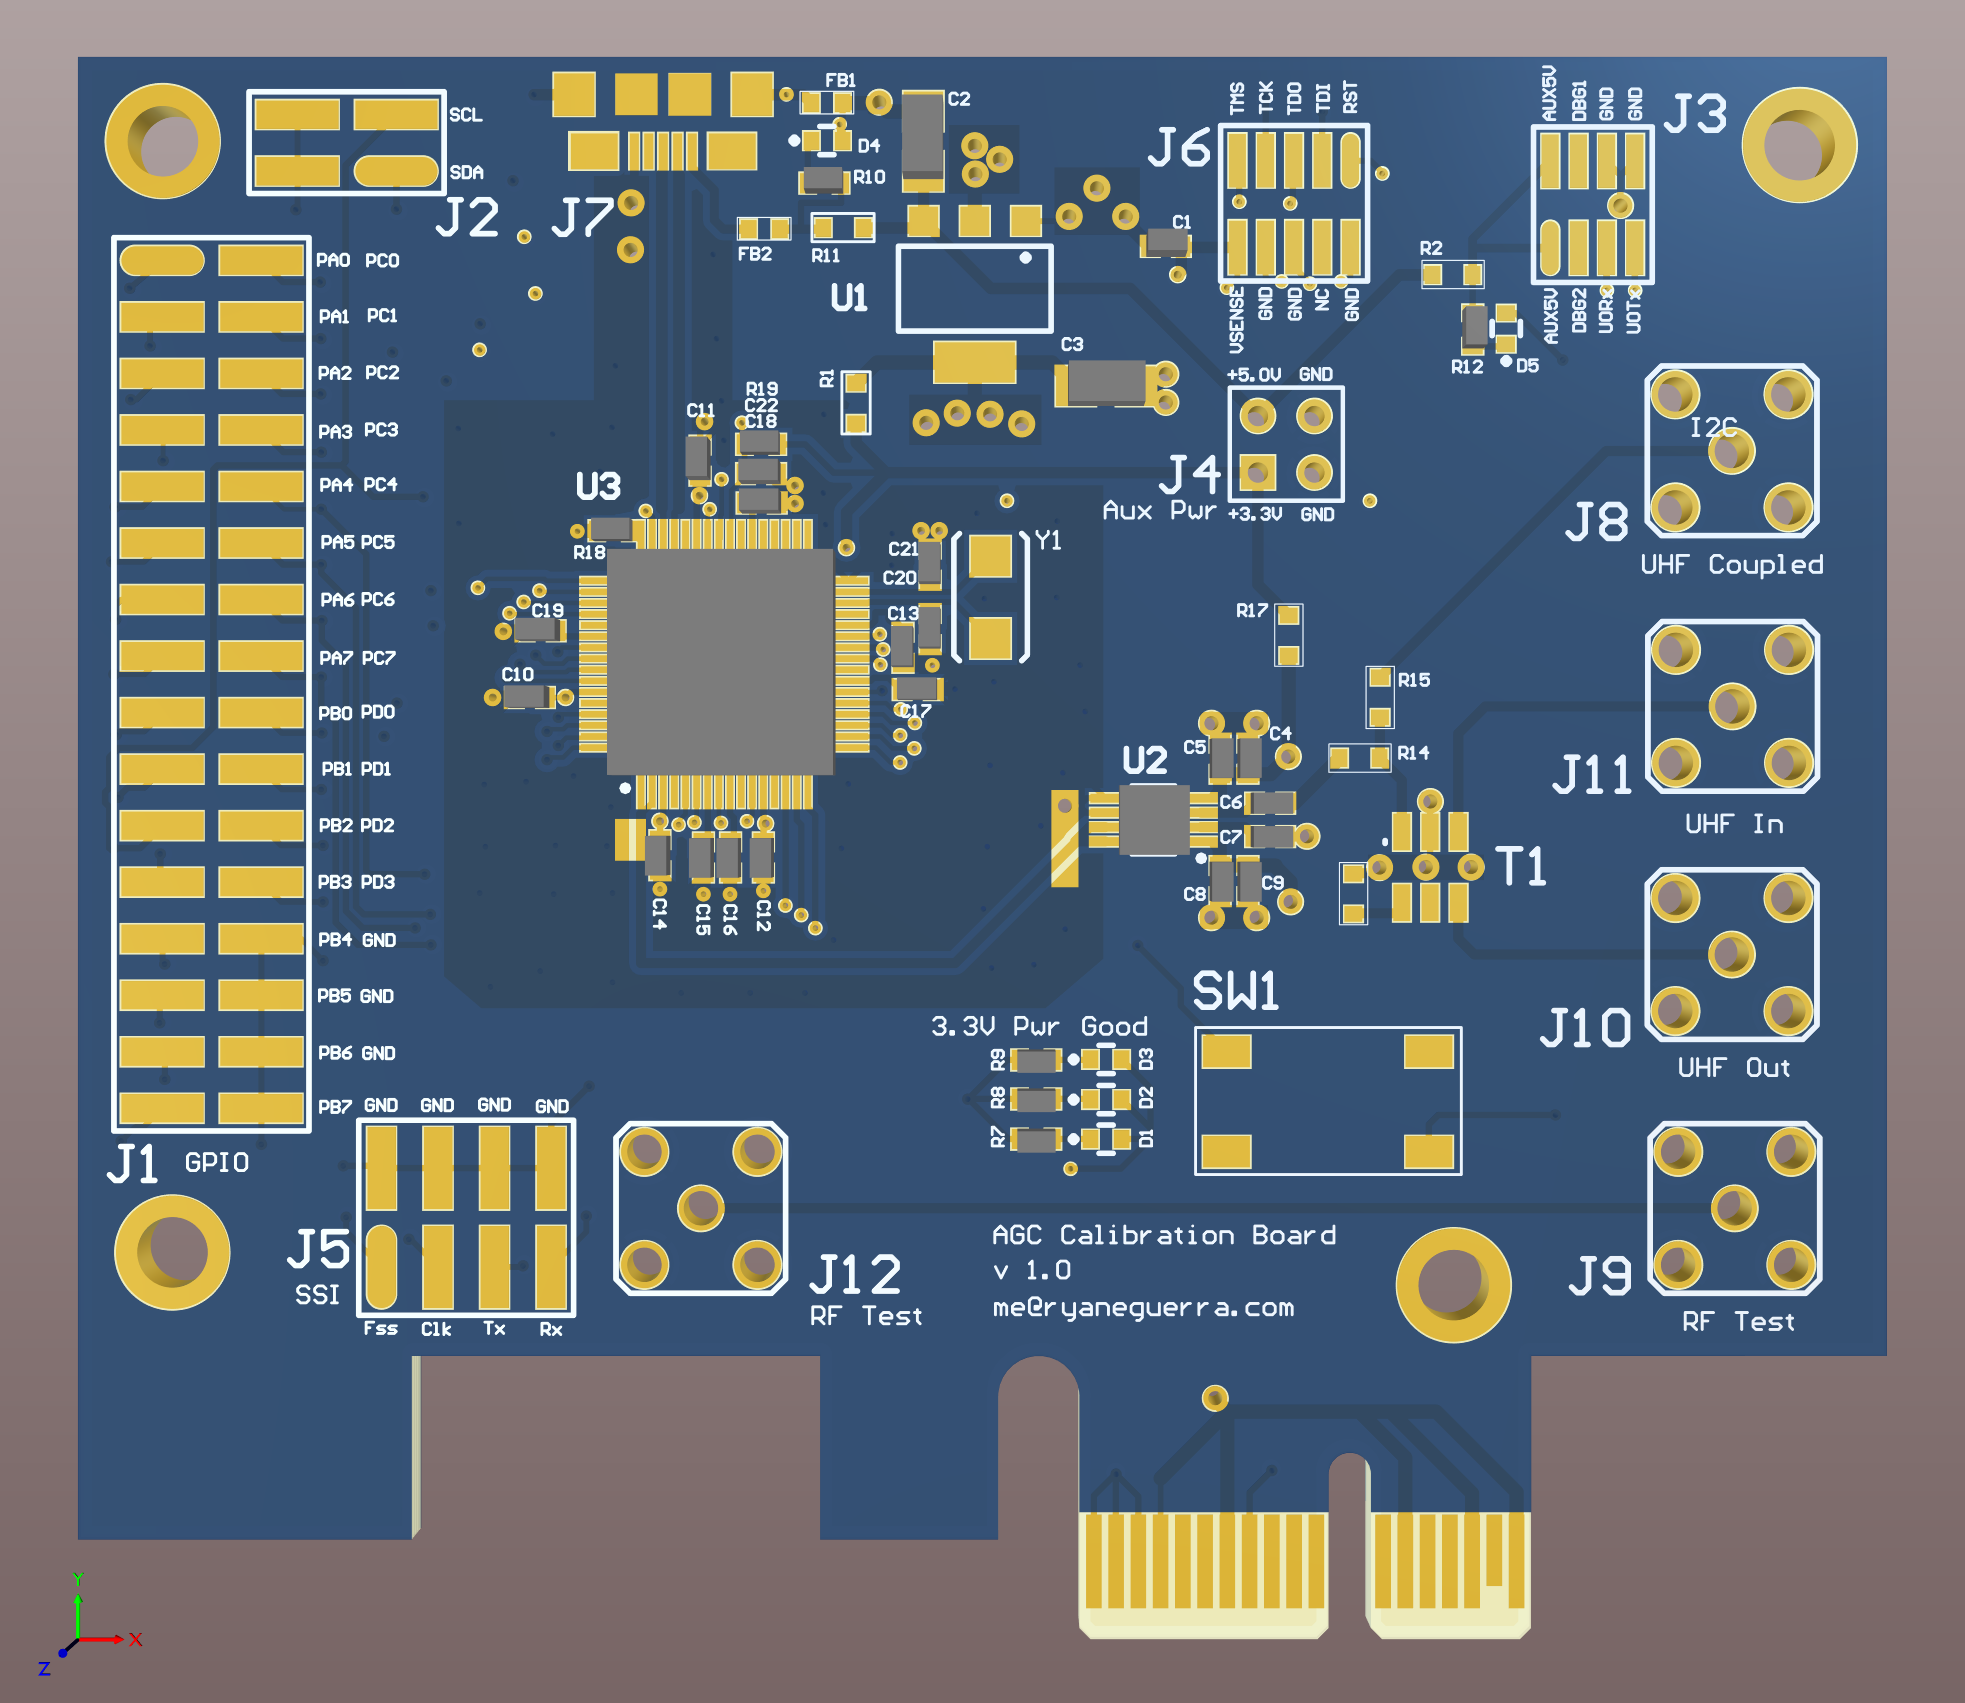 FB1
C2
D4
R10
SCL
SDA
J2
J7
FB2
R11
U1
C1
C3
R1
TMS
TCK
TDO
TDI
RST
J6
VSENSE
GND
GND
NC
GND
AUX5V
DBG1
GND
GND
J3
AUX5V
DBG2
UORx
UOTx
R2
R12
D5
+5.0V GND
J4
Aux Pwr
+3.3V GND
I2C
J8
UHF Coupled
PA0 PC0
PA1 PC1
PA2 PC2
PA3 PC3
PA4 PC4
PA5 PC5
PA6 PC6
PA7 PC7
PB0 PD0
PB1 PD1
PB2 PD2
PB3 PD3
PB4 GND
PB5 GND
PB6 GND
PB7
GND GND GND GND
J1
GPIO
J5
SSI
Fss Clk Tx Rx
R19
C22
C18
C11
U3
R18
C19
C10
C21
C20
C13
C17
Y1
C14
C15
C16
C12
R17
R15
R14
C5
C4
U2
C6
C7
C8
C9
T1
J11
UHF In
SW1
J10
UHF Out
3.3V Pwr Good
R9
D3
R8
D2
R7
D1
J12
RF Test
AGC Calibration Board
v 1.0
me@ryaneguerra.com
J9
RF Test
Y
X
Z